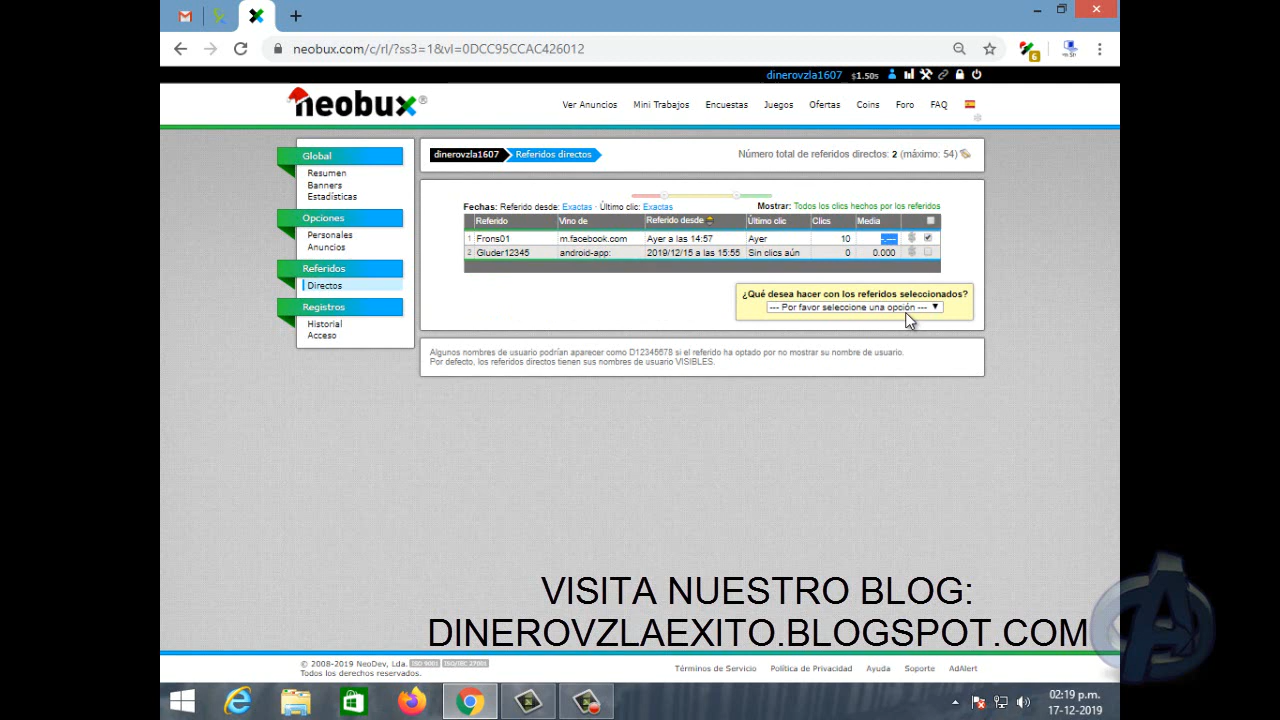 neobux.com/c/rl/?ss3=1&vl=0DCC95CCAC426012
6
dinerovzla1607 $1.505
neobux®
Ver Anuncios Mini Trabajos Encuestas Juegos Ofertas Coins Foro FAQ
Global
Resumen
Banners
Estadísticas
Opciones
Personales
Anuncios
Referidos
Directos
Registros
Historial
Acceso
dinerovzla1607 Referidos directos
Número total de referidos directos: 2 (máximo: 54)
Fechas: Referido desde: Exactas · Último clic: Exactas
Mostrar: Todos los clics hechos por los referidos
Referido Vino de Referido desde Último clic Clics Media
1 Frons01 m.facebook.com Ayer a las 14:57 Ayer 10 -.---
2 Gluder12345 android-app: 2019/12/15 a las 15:55 Sin clics aún 0 0.000
¿Qué desea hacer con los referidos seleccionados?
--- Por favor seleccione una opción ---
Algunos nombres de usuario podrían aparecer como D12345678 si el referido ha optado por no mostrar su nombre de usuario.
Por defecto, los referidos directos tienen sus nombres de usuario VISIBLES.
VISITA NUESTRO BLOG:
DINEROVZLAEXITO.BLOGSPOT.COM
© 2008-2019 NeoDev, Lda. ISO 9001 ISO/IEC 27001
Todos los derechos reservados.
Términos de Servicio Política de Privacidad Ayuda Soporte AdAlert
02:19 p.m.
17-12-2019